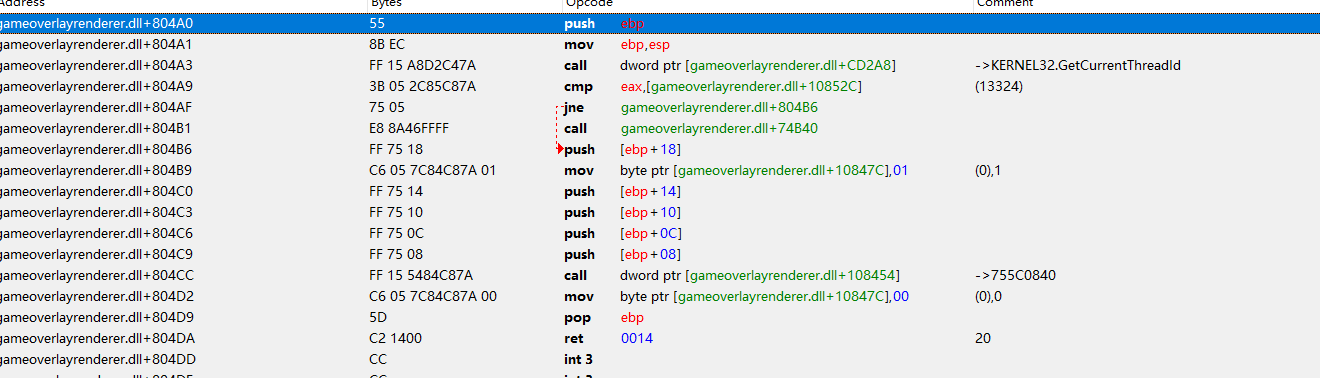 Address Bytes Opcode Comment
gameoverlayrenderer.dll+804A0 55 push ebp
gameoverlayrenderer.dll+804A1 8B EC mov ebp,esp
gameoverlayrenderer.dll+804A3 FF 15 A8D2C47A call dword ptr [gameoverlayrenderer.dll+CD2A8] ->KERNEL32.GetCurrentThreadId
gameoverlayrenderer.dll+804A9 3B 05 2C85C87A cmp eax,[gameoverlayrenderer.dll+10852C] (13324)
gameoverlayrenderer.dll+804AF 75 05 jne gameoverlayrenderer.dll+804B6
gameoverlayrenderer.dll+804B1 E8 8A46FFFF call gameoverlayrenderer.dll+74B40
gameoverlayrenderer.dll+804B6 FF 75 18 push [ebp+18]
gameoverlayrenderer.dll+804B9 C6 05 7C84C87A 01 mov byte ptr [gameoverlayrenderer.dll+10847C],01 (0),1
gameoverlayrenderer.dll+804C0 FF 75 14 push [ebp+14]
gameoverlayrenderer.dll+804C3 FF 75 10 push [ebp+10]
gameoverlayrenderer.dll+804C6 FF 75 0C push [ebp+0C]
gameoverlayrenderer.dll+804C9 FF 75 08 push [ebp+08]
gameoverlayrenderer.dll+804CC FF 15 5484C87A call dword ptr [gameoverlayrenderer.dll+108454] ->755C0840
gameoverlayrenderer.dll+804D2 C6 05 7C84C87A 00 mov byte ptr [gameoverlayrenderer.dll+10847C],00 (0),0
gameoverlayrenderer.dll+804D9 5D pop ebp
gameoverlayrenderer.dll+804DA C2 1400 ret 0014 20
gameoverlayrenderer.dll+804DD CC int 3